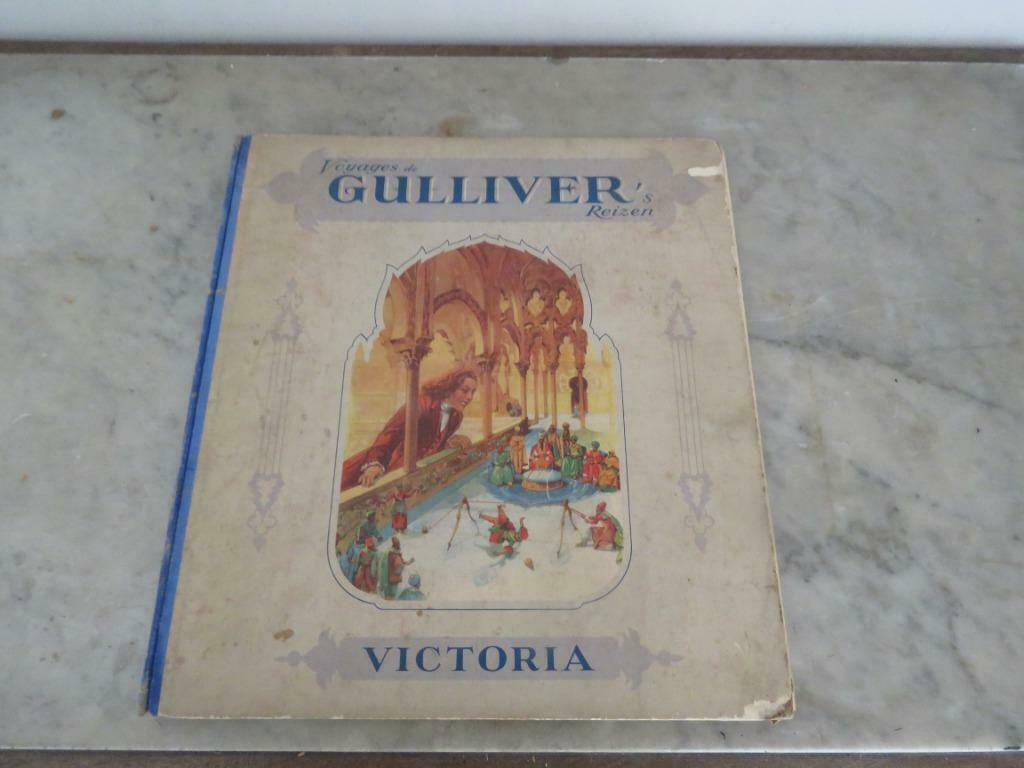 Voyages de
GULLIVER's
Reizen
VICTORIA